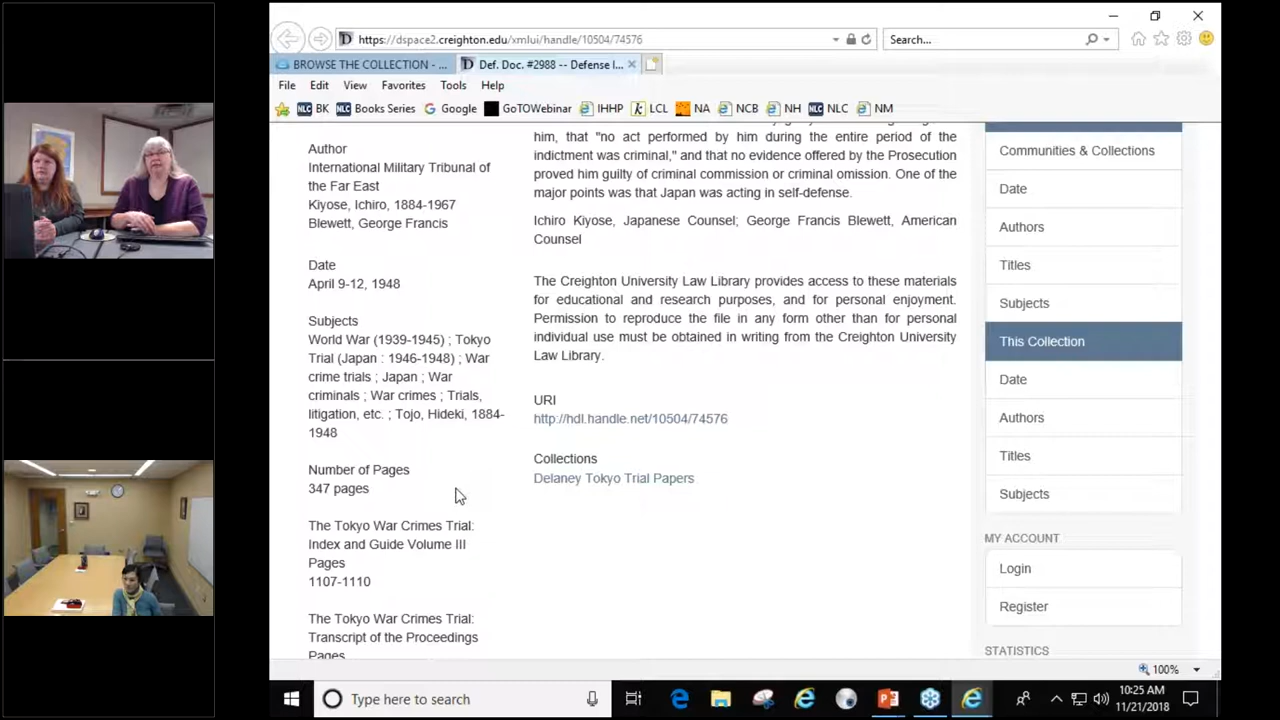 https://dspace2.creighton.edu/xmlui/handle/10504/74576
Search...
BROWSE THE COLLECTION - ...
Def. Doc. #2988 -- Defense I...
File Edit View Favorites Tools Help
NLC BK NLC Books Series Google GoTOWebinar IHHP LCL NA NCB NH NLC NLC NM
Author
International Military Tribunal of
the Far East
Kiyose, Ichiro, 1884-1967
Blewett, George Francis
Date
April 9-12, 1948
Subjects
World War (1939-1945) ; Tokyo
Trial (Japan : 1946-1948) ; War
crime trials ; Japan ; War
criminals ; War crimes ; Trials,
litigation, etc. ; Tojo, Hideki, 1884-
1948
Number of Pages
347 pages
The Tokyo War Crimes Trial:
Index and Guide Volume III
Pages
1107-1110
The Tokyo War Crimes Trial:
Transcript of the Proceedings
Pages
him, that "no act performed by him during the entire period of the
indictment was criminal," and that no evidence offered by the Prosecution
proved him guilty of criminal commission or criminal omission. One of the
major points was that Japan was acting in self-defense.
Ichiro Kiyose, Japanese Counsel; George Francis Blewett, American
Counsel
The Creighton University Law Library provides access to these materials
for educational and research purposes, and for personal enjoyment.
Permission to reproduce the file in any form other than for personal
individual use must be obtained in writing from the Creighton University
Law Library.
URI
http://hdl.handle.net/10504/74576
Collections
Delaney Tokyo Trial Papers
Communities & Collections
Date
Authors
Titles
Subjects
This Collection
Date
Authors
Titles
Subjects
MY ACCOUNT
Login
Register
STATISTICS
100%
Type here to search
10:25 AM
11/21/2018